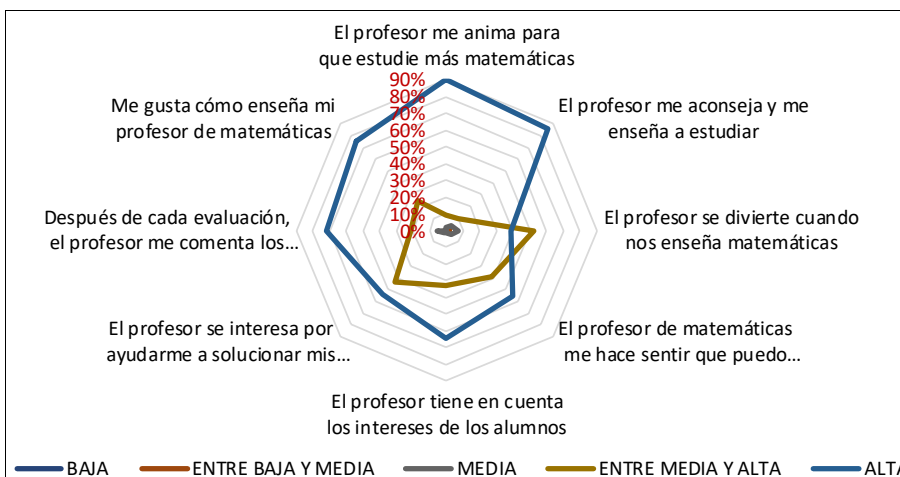 El profesor me anima para
que estudie más matemáticas
90%
80%
70%
60%
50%
40%
30%
20%
10%
0%
El profesor me aconseja y me
enseña a estudiar
El profesor se divierte cuando
nos enseña matemáticas
El profesor de matemáticas
me hace sentir que puedo...
El profesor tiene en cuenta
los intereses de los alumnos
El profesor se interesa por
ayudarme a solucionar mis...
Después de cada evaluación,
el profesor me comenta los...
Me gusta cómo enseña mi
profesor de matemáticas
BAJA ENTRE BAJA Y MEDIA MEDIA ENTRE MEDIA Y ALTA ALTA